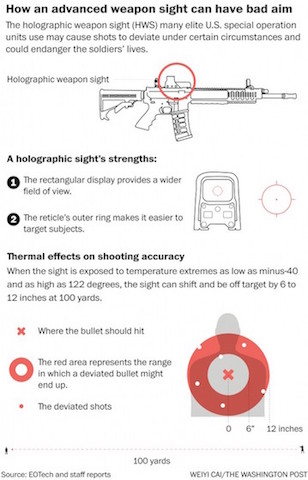 How an advanced weapon sight can have bad aim
The holographic weapon sight (HWS) many elite U.S. special operation
units use may cause shots to deviate under certain circumstances and
could endanger the soldiers' lives.
Holographic weapon sight
A holographic sight's strengths:
1 The rectangular display provides a wider
field of view.
2 The reticle's outer ring makes it easier to
target subjects.
Thermal effects on shooting accuracy
When the sight is exposed to temperature extremes as low as minus-40
and as high as 122 degrees, the sight can shift and be off target by 6 to
12 inches at 100 yards.
Where the bullet should hit
The red area represents the range
in which a deviated bullet might
end up.
The deviated shots
0 6" 12 inches
100 yards
Source: EOTech and staff reports
WEIYI CAI/THE WASHINGTON POST